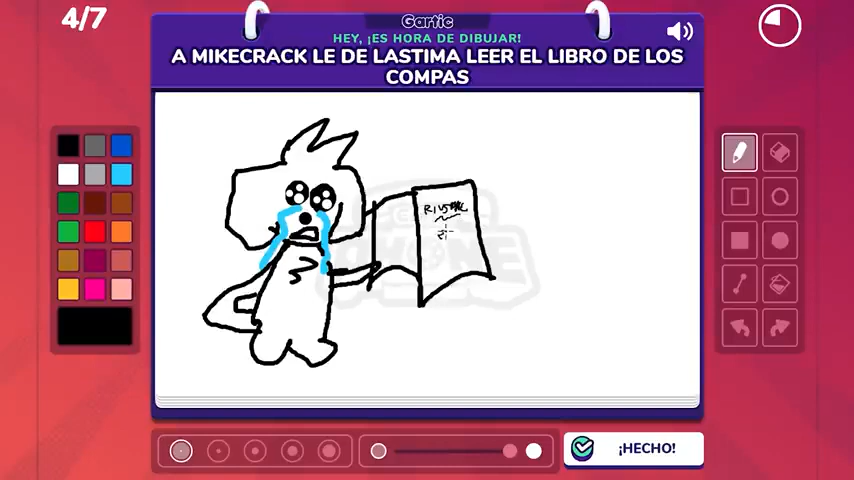 4/7
Gartic
HEY, ¡ES HORA DE DIBUJAR!
A MIKECRACK LE DE LASTIMA LEER EL LIBRO DE LOS
COMPAS
¡HECHO!